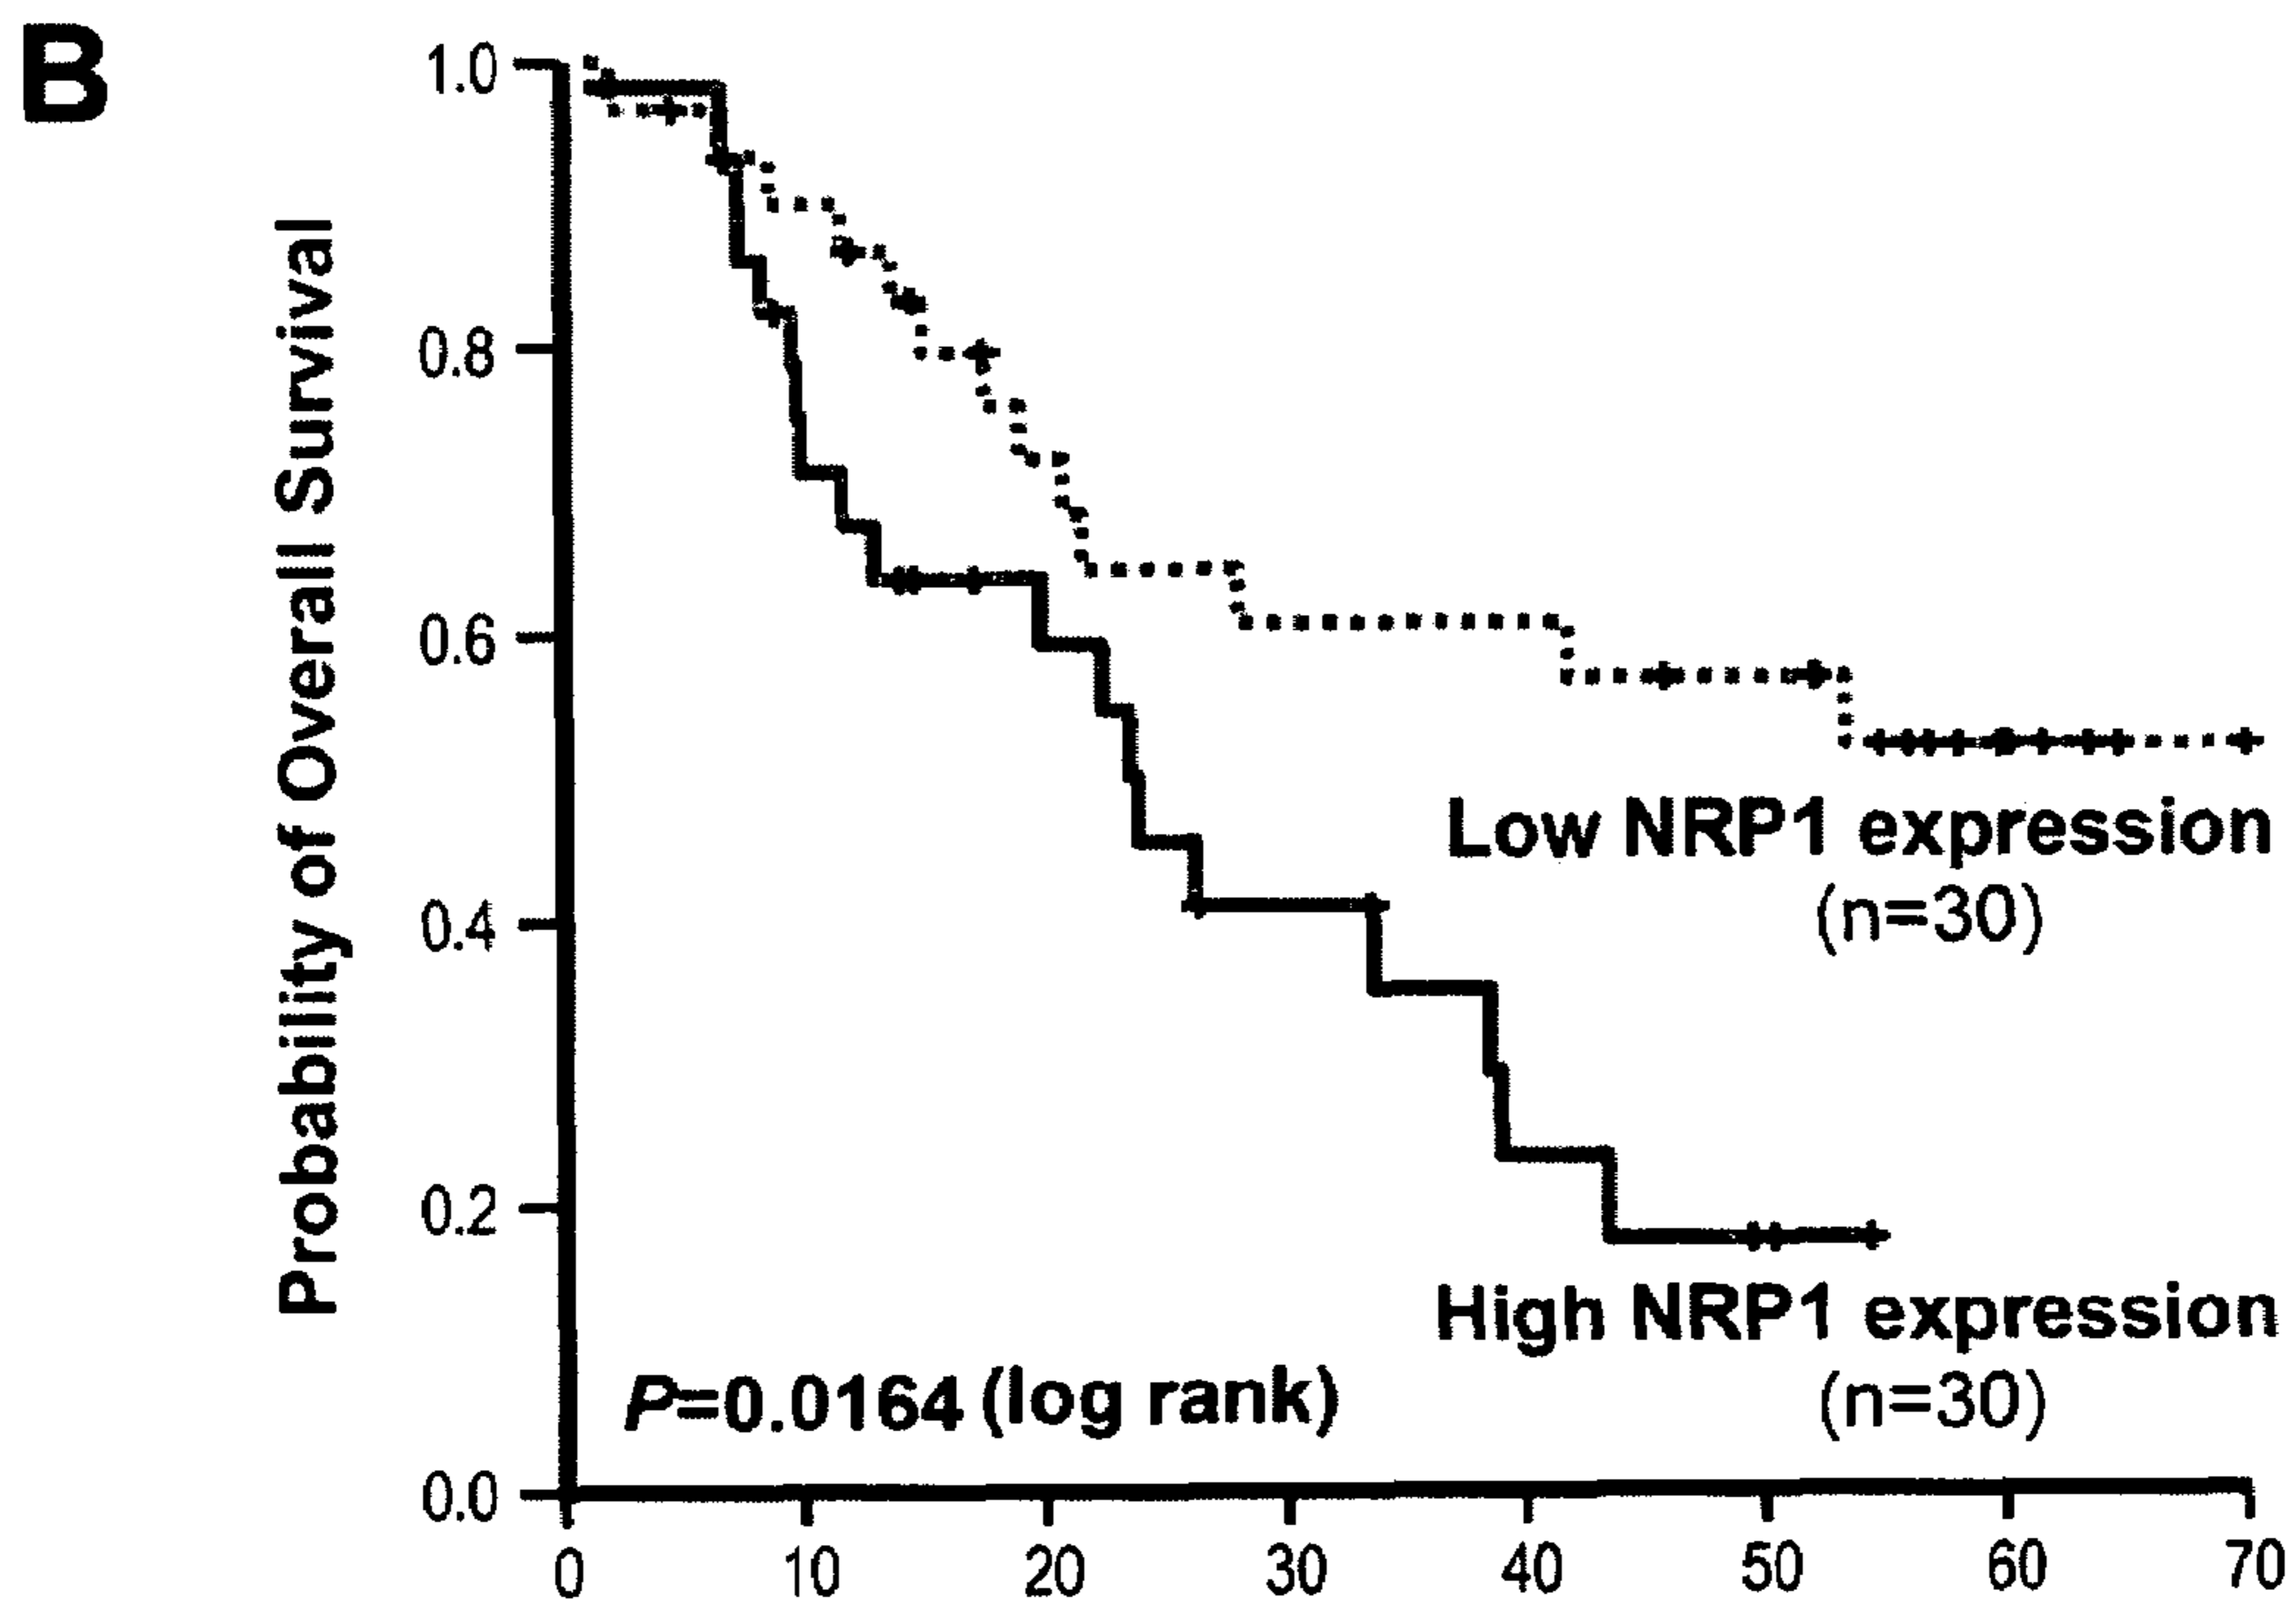 B
Probability of Overall Survival
1.0
0.8
0.6
0.4
0.2
0.0
Low NRP1 expression
(n=30)
High NRP1 expression
(n=30)
P=0.0164 (log rank)
0 10 20 30 40 50 60 70